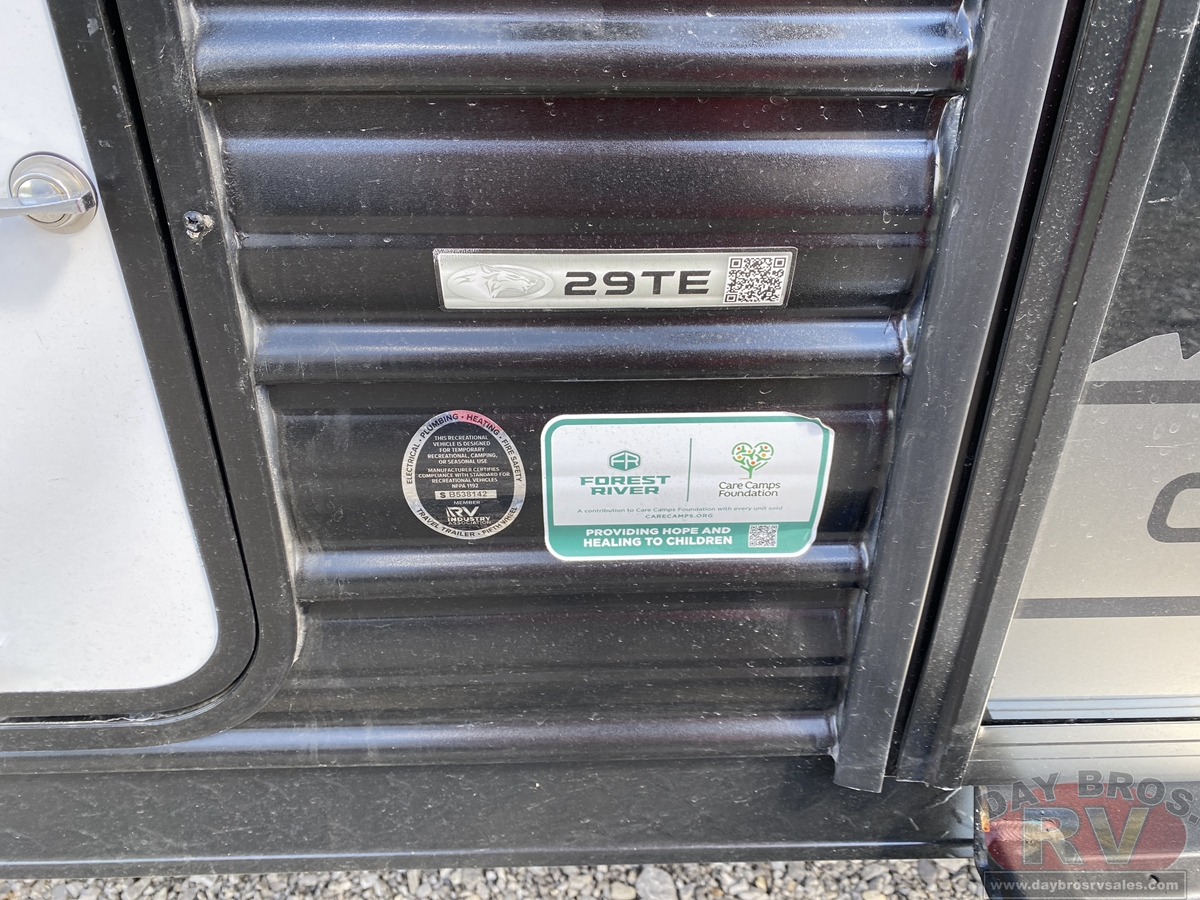 29TE
ELECTRICAL · PLUMBING · HEATING · FIRE SAFETY
THIS RECREATIONAL
VEHICLE IS DESIGNED
FOR TEMPORARY
RECREATIONAL, CAMPING,
OR SEASONAL USE
MANUFACTURER CERTIFIES
COMPLIANCE WITH STANDARD FOR
RECREATIONAL VEHICLES
NFPA 1192
S B538142
MEMBER
RV
INDUSTRY
ASSOCIATION
TRAVEL TRAILER · FIFTH WHEEL
FOREST
RIVER
Care Camps
Foundation
A contribution to Care Camps Foundation with every unit sold
CARECAMPS.ORG
PROVIDING HOPE AND
HEALING TO CHILDREN
DAY BROS.
RV
www.daybrosrvsales.com